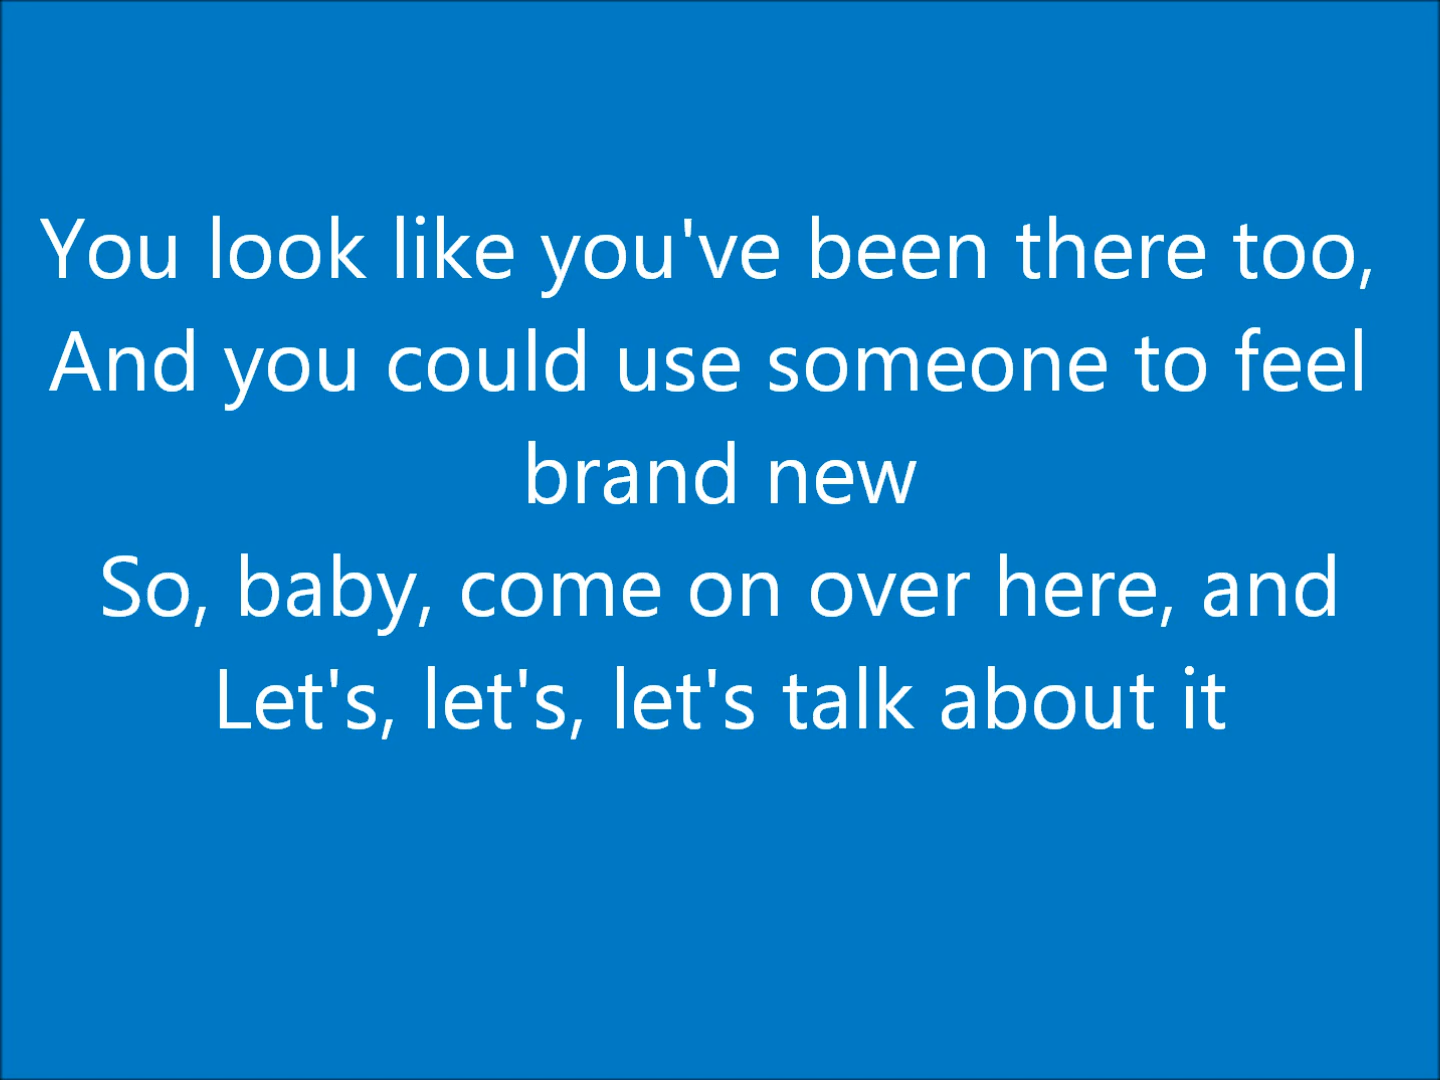 You look like you've been there too,
And you could use someone to feel
brand new
So, baby, come on over here, and
Let's, let's, let's talk about it